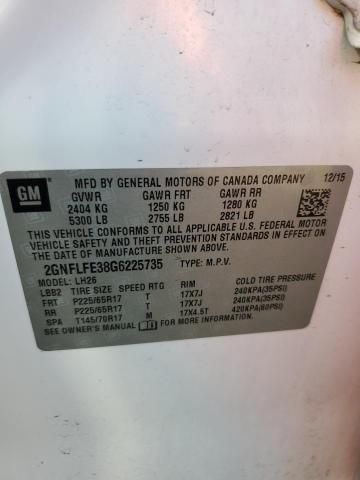 GM
MFD BY GENERAL MOTORS OF CANADA COMPANY 12/15
GVWR GAWR FRT GAWR RR
2404 KG 1250 KG 1280 KG
5300 LB 2755 LB 2821 LB
THIS VEHICLE CONFORMS TO ALL APPLICABLE U.S. FEDERAL MOTOR
VEHICLE SAFETY, BUMPER, AND THEFT PREVENTION STANDARDS IN EFFECT ON
THE DATE OF MANUFACTURE SHOWN ABOVE.
2GNFLFE38G6225735 TYPE: M.P.V.
MODEL: LH26
LBB2 TIRE SIZE SPEED RTG RIM COLD TIRE PRESSURE
FRT P225/65R17 T 17X7J 240KPA(35PSI)
RR P225/65R17 T 17X7J 240KPA(35PSI)
SPA T145/70R17 M 17X4.5T 420KPA(60PSI)
SEE OWNER'S MANUAL FOR MORE INFORMATION.